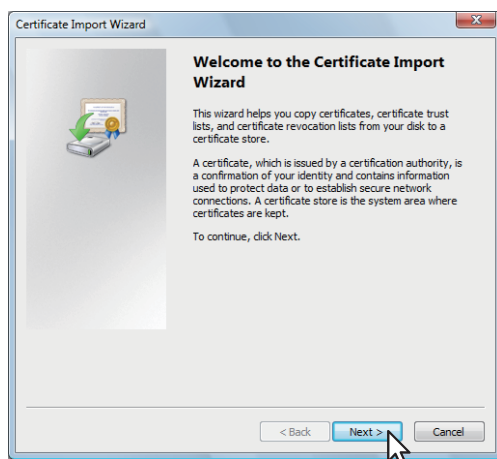 Certificate Import Wizard
Welcome to the Certificate Import
Wizard
This wizard helps you copy certificates, certificate trust
lists, and certificate revocation lists from your disk to a
certificate store.
A certificate, which is issued by a certification authority, is
a confirmation of your identity and contains information
used to protect data or to establish secure network
connections. A certificate store is the system area where
certificates are kept.
To continue, click Next.
< Back Next > Cancel